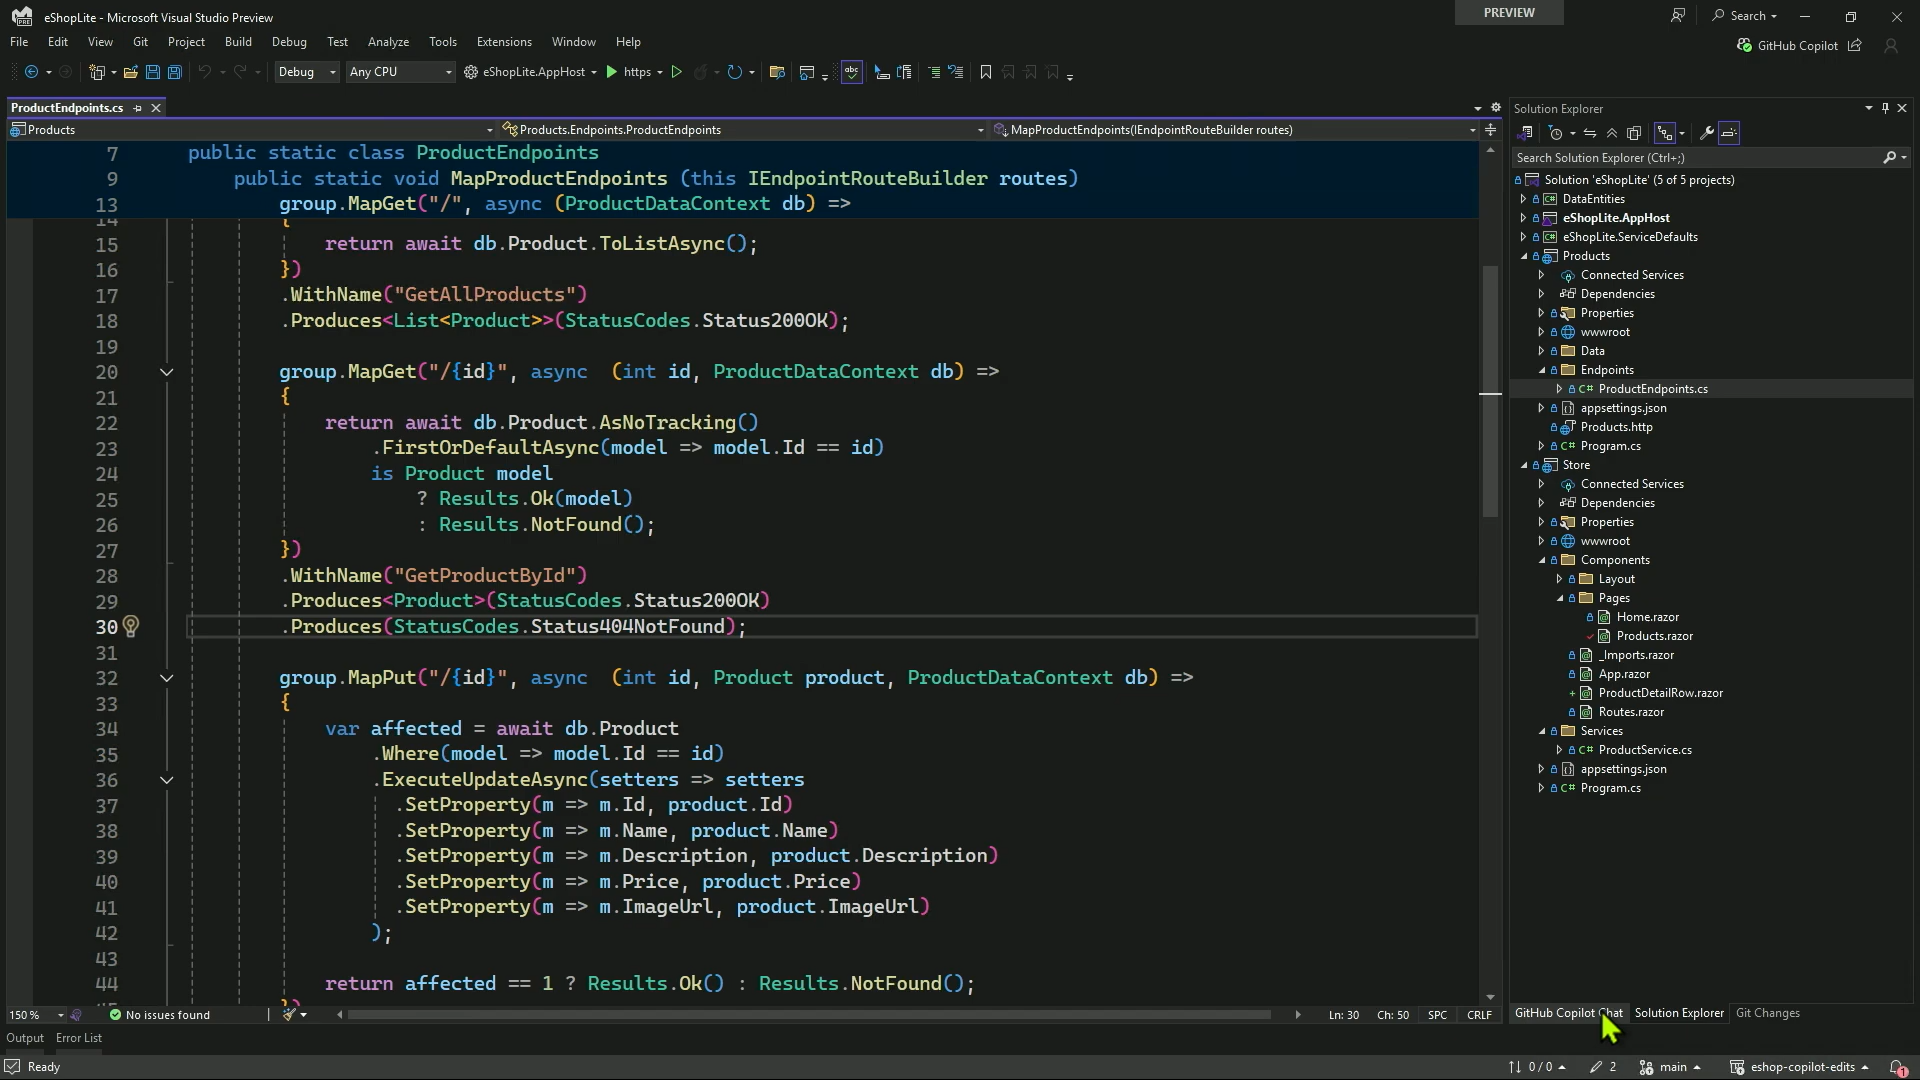 eShopLite - Microsoft Visual Studio Preview
PREVIEW
Search
File Edit View Git Project Build Debug Test Analyze Tools Extensions Window Help
GitHub Copilot
Debug Any CPU eShopLite.AppHost https
ProductEndpoints.cs
Products Products.Endpoints.ProductEndpoints MapProductEndpoints(IEndpointRouteBuilder routes)
7 public static class ProductEndpoints
9 public static void MapProductEndpoints (this IEndpointRouteBuilder routes)
13 group.MapGet("/", async (ProductDataContext db) =>
14 {
15 return await db.Product.ToListAsync();
16 })
17 .WithName("GetAllProducts")
18 .Produces<List<Product>>(StatusCodes.Status200OK);
19
20 group.MapGet("/{id}", async  (int id, ProductDataContext db) =>
21 {
22 return await db.Product.AsNoTracking()
23 .FirstOrDefaultAsync(model => model.Id == id)
24 is Product model
25 ? Results.Ok(model)
26 : Results.NotFound();
27 })
28 .WithName("GetProductById")
29 .Produces<Product>(StatusCodes.Status200OK)
30 .Produces(StatusCodes.Status404NotFound);
31
32 group.MapPut("/{id}", async  (int id, Product product, ProductDataContext db) =>
33 {
34 var affected = await db.Product
35 .Where(model => model.Id == id)
36 .ExecuteUpdateAsync(setters => setters
37 .SetProperty(m => m.Id, product.Id)
38 .SetProperty(m => m.Name, product.Name)
39 .SetProperty(m => m.Description, product.Description)
40 .SetProperty(m => m.Price, product.Price)
41 .SetProperty(m => m.ImageUrl, product.ImageUrl)
42 );
43
44 return affected == 1 ? Results.Ok() : Results.NotFound();
45 })
150 % No issues found Ln: 30 Ch: 50 SPC CRLF
Output Error List
Solution Explorer
Search Solution Explorer (Ctrl+;)
Solution 'eShopLite' (5 of 5 projects)
DataEntities
eShopLite.AppHost
eShopLite.ServiceDefaults
Products
Connected Services
Dependencies
Properties
wwwroot
Data
Endpoints
C# ProductEndpoints.cs
appsettings.json
Products.http
C# Program.cs
Store
Connected Services
Dependencies
Properties
wwwroot
Components
Layout
Pages
Home.razor
Products.razor
_Imports.razor
App.razor
ProductDetailRow.razor
Routes.razor
Services
C# ProductService.cs
appsettings.json
C# Program.cs
GitHub Copilot Chat Solution Explorer Git Changes
Ready 0 / 0 2 main eshop-copilot-edits 1